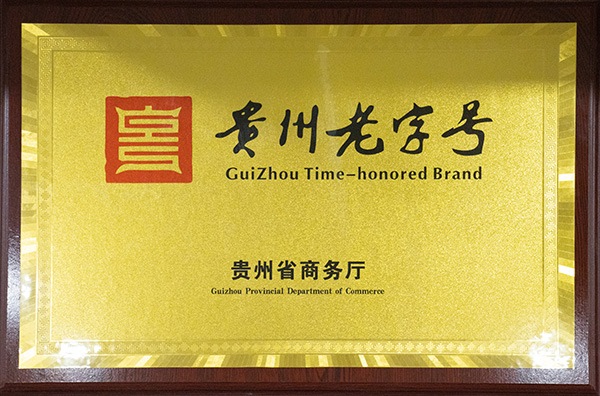 贵州老字号
GuiZhou Time-honored Brand
贵州省商务厅
Guizhou Provincial Department of Commerce